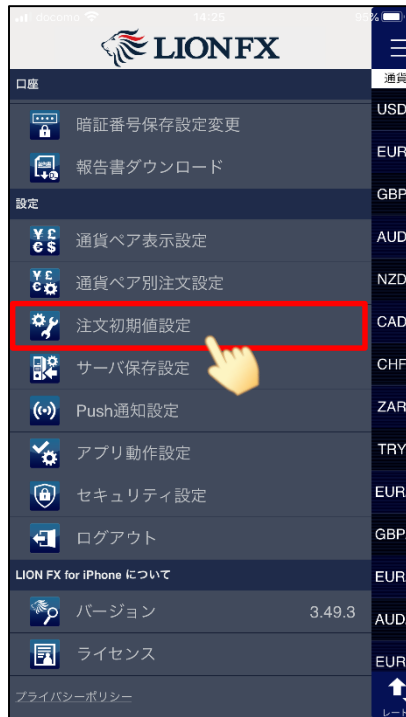 docomo 14:25 95%
LION FX
口座
暗証番号保存設定変更
報告書ダウンロード
設定
通貨ペア表示設定
通貨ペア別注文設定
注文初期値設定
サーバ保存設定
Push通知設定
アプリ動作設定
セキュリティ設定
ログアウト
LION FX for iPhone について
バージョン 3.49.3
ライセンス
プライバシーポリシー
通貨
USD
EUR
GBP
AUD
NZD
CAD
CHF
ZAR
TRY
EUR
GBP
EUR
AUD
EUR
レート